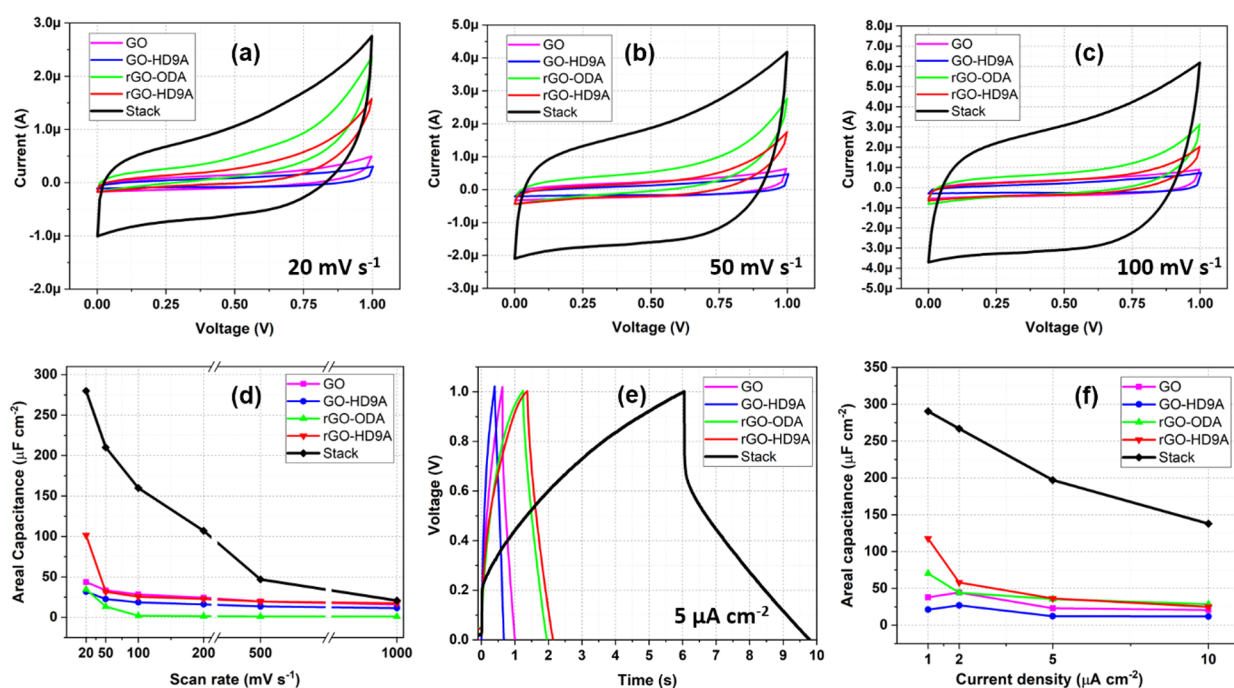 (a)
GO
GO-HD9A
rGO-ODA
rGO-HD9A
Stack
3.0µ
2.0µ
1.0µ
0.0
-1.0µ
-2.0µ
Current (A)
20 mV s⁻¹
0.00 0.25 0.50 0.75 1.00
Voltage (V)
(b)
GO
GO-HD9A
rGO-ODA
rGO-HD9A
Stack
5.0µ
4.0µ
3.0µ
2.0µ
1.0µ
0.0
-1.0µ
-2.0µ
-3.0µ
Current (A)
50 mV s⁻¹
0.00 0.25 0.50 0.75 1.00
Voltage (V)
(c)
GO
GO-HD9A
rGO-ODA
rGO-HD9A
Stack
8.0µ
7.0µ
6.0µ
5.0µ
4.0µ
3.0µ
2.0µ
1.0µ
0.0
-1.0µ
-2.0µ
-3.0µ
-4.0µ
-5.0µ
Current (A)
100 mV s⁻¹
0.00 0.25 0.50 0.75 1.00
Voltage (V)
(d)
GO
GO-HD9A
rGO-ODA
rGO-HD9A
Stack
300
250
200
150
100
50
0
Areal Capacitance (µF cm⁻²)
20 50 100 200 500 1000
Scan rate (mV s⁻¹)
(e)
GO
GO-HD9A
rGO-ODA
rGO-HD9A
Stack
1.0
0.8
0.6
0.4
0.2
0.0
Voltage (V)
5 µA cm⁻²
0 1 2 3 4 5 6 7 8 9 10
Time (s)
(f)
GO
GO-HD9A
rGO-ODA
rGO-HD9A
Stack
350
300
250
200
150
100
50
0
Areal capacitance (µF cm⁻²)
1 2 5 10
Current density (µA cm⁻²)